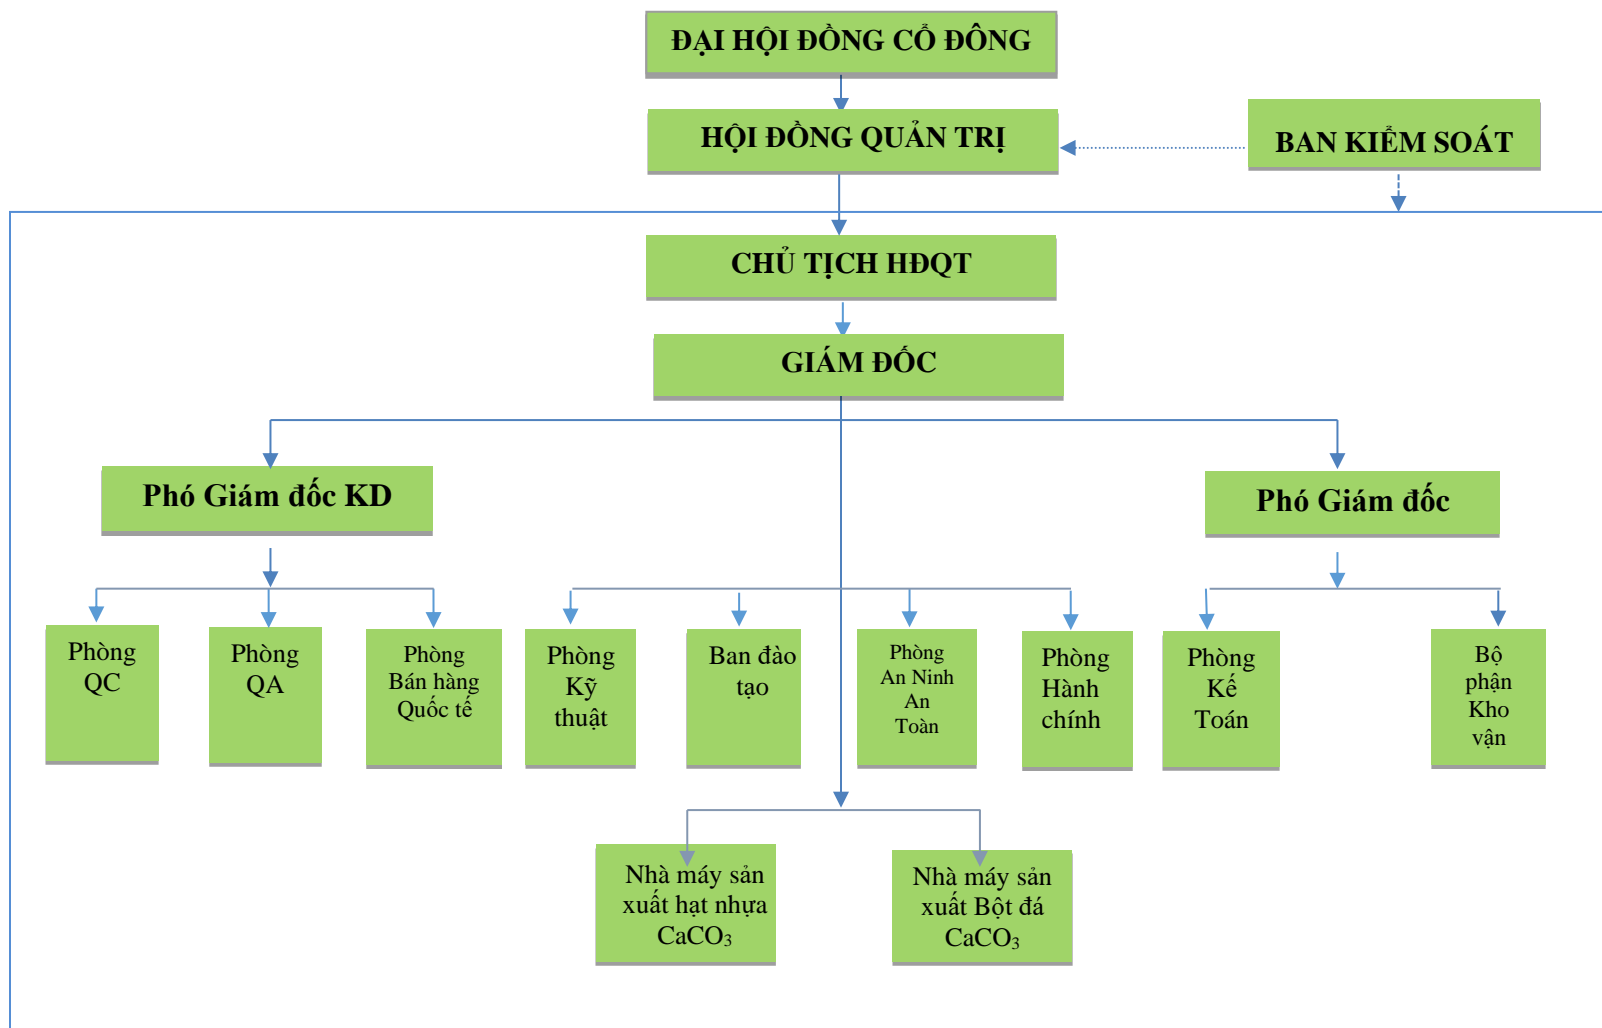 ĐẠI HỘI ĐỒNG CỔ ĐÔNG
HỘI ĐỒNG QUẢN TRỊ
BAN KIỂM SOÁT
CHỦ TỊCH HĐQT
GIÁM ĐỐC
Phó Giám đốc KD
Phó Giám đốc
Phòng
QC
Phòng
QA
Phòng
Bán hàng
Quốc tế
Phòng
Kỹ
thuật
Ban đào
tạo
Phòng
An Ninh
An
Toàn
Phòng
Hành
chính
Phòng
Kế
Toán
Bộ
phận
Kho
vận
Nhà máy sản
xuất hạt nhựa
CaCO₃
Nhà máy sản
xuất Bột đá
CaCO₃